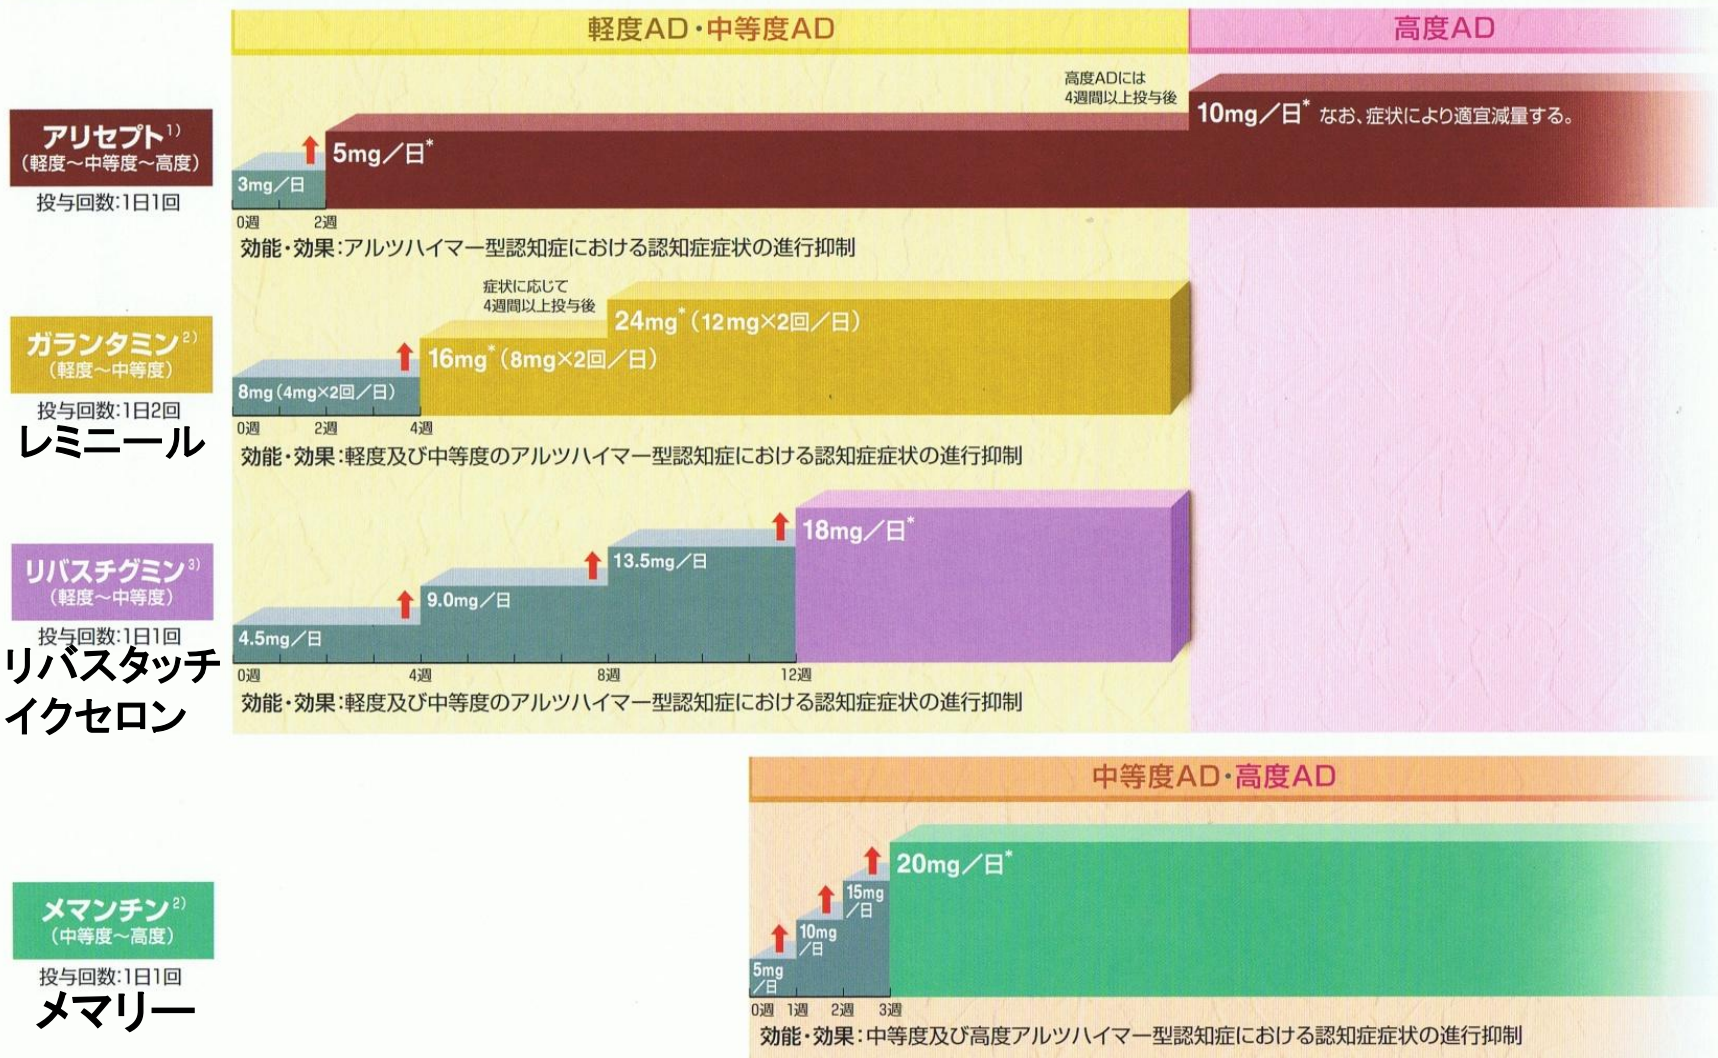 軽度AD・中等度AD
高度AD
アリセプト1)
(軽度〜中等度〜高度)
投与回数:1日1回
3mg/日
5mg/日*
高度ADには
4週間以上投与後
10mg/日* なお、症状により適宜減量する。
0週 2週
効能・効果:アルツハイマー型認知症における認知症症状の進行抑制
ガランタミン2)
(軽度〜中等度)
投与回数:1日2回
レミニール
8mg(4mg×2回/日)
16mg*(8mg×2回/日)
症状に応じて
4週間以上投与後
24mg*(12mg×2回/日)
0週 2週 4週
効能・効果:軽度及び中等度のアルツハイマー型認知症における認知症症状の進行抑制
リバスチグミン3)
(軽度〜中等度)
投与回数:1日1回
リバスタッチ
イクセロン
4.5mg/日
9.0mg/日
13.5mg/日
18mg/日*
0週 4週 8週 12週
効能・効果:軽度及び中等度のアルツハイマー型認知症における認知症症状の進行抑制
中等度AD・高度AD
メマンチン2)
(中等度〜高度)
投与回数:1日1回
メマリー
5mg
/日
10mg
/日
15mg
/日
20mg/日*
0週 1週 2週 3週
効能・効果:中等度及び高度アルツハイマー型認知症における認知症症状の進行抑制